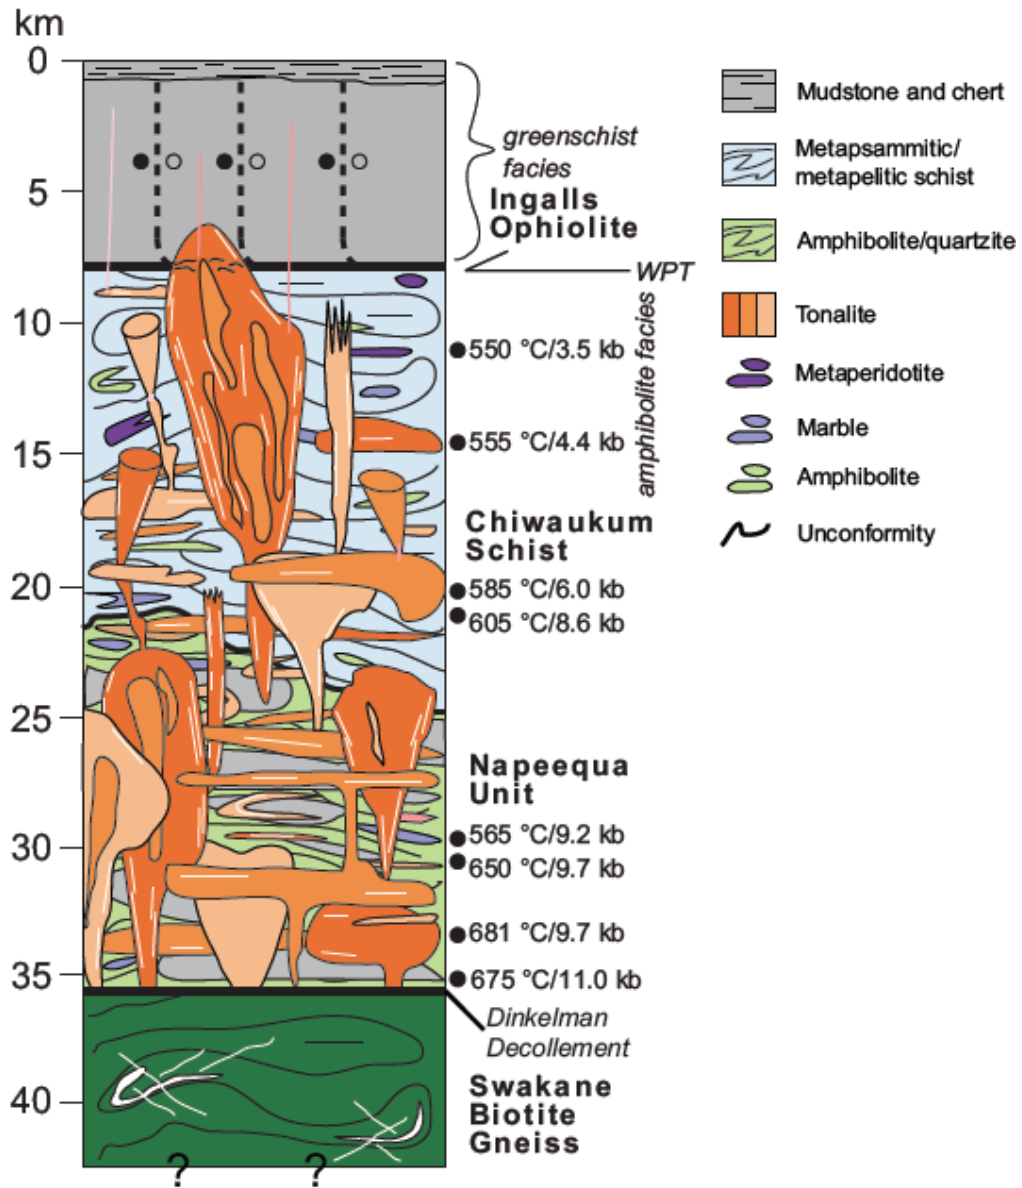 km
0
5
10
15
20
25
30
35
40
greenschist
facies
Ingalls
Ophiolite
WPT
amphibolite facies
550 °C/3.5 kb
555 °C/4.4 kb
Chiwaukum
Schist
585 °C/6.0 kb
605 °C/8.6 kb
Napeequa
Unit
565 °C/9.2 kb
650 °C/9.7 kb
681 °C/9.7 kb
675 °C/11.0 kb
Dinkelman
Decollement
Swakane
Biotite
Gneiss
? ?
Mudstone and chert
Metapsammitic/
metapelitic schist
Amphibolite/quartzite
Tonalite
Metaperidotite
Marble
Amphibolite
Unconformity